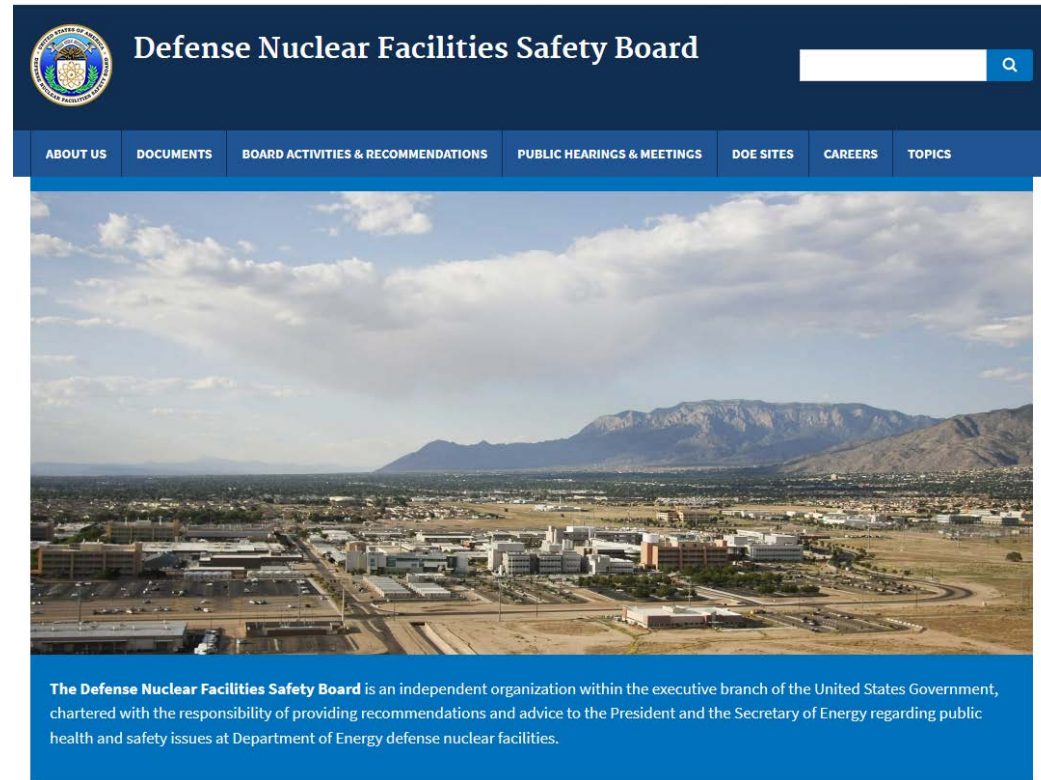 Defense Nuclear Facilities Safety Board
ABOUT US
DOCUMENTS
BOARD ACTIVITIES & RECOMMENDATIONS
PUBLIC HEARINGS & MEETINGS
DOE SITES
CAREERS
TOPICS
The Defense Nuclear Facilities Safety Board is an independent organization within the executive branch of the United States Government,
chartered with the responsibility of providing recommendations and advice to the President and the Secretary of Energy regarding public
health and safety issues at Department of Energy defense nuclear facilities.